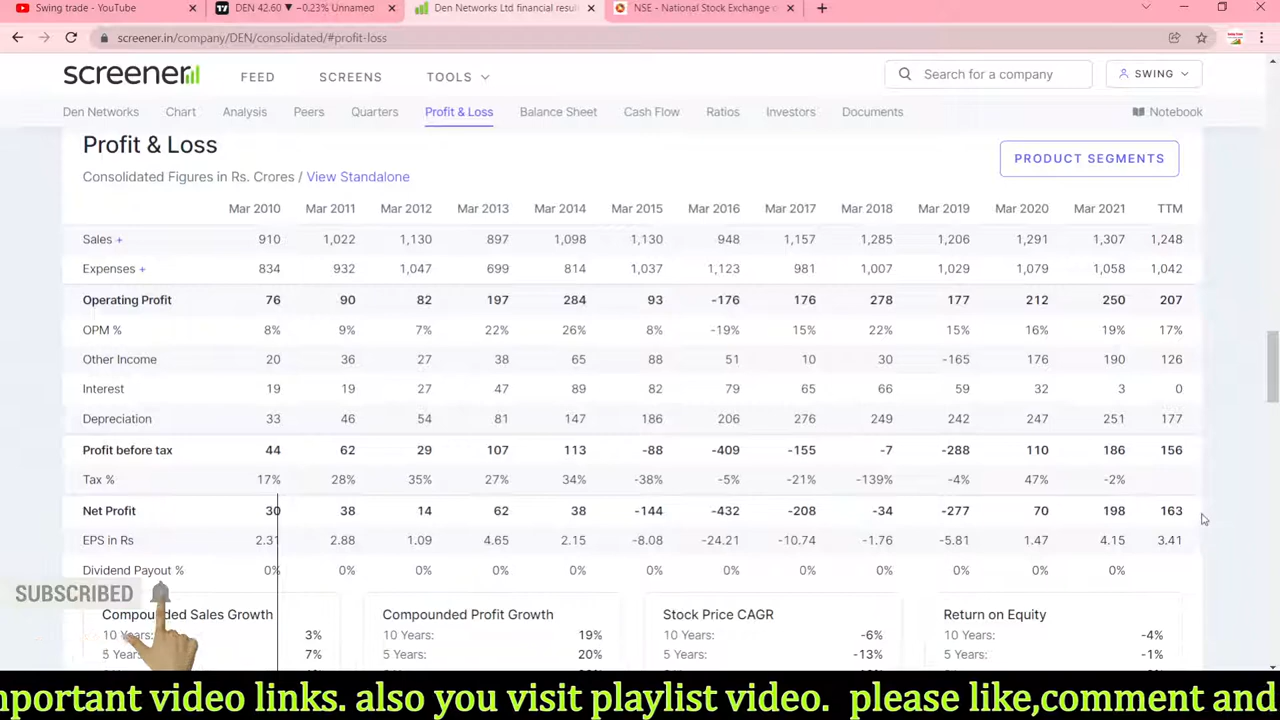 Swing trade - YouTube
DEN 42.60 ▼ −0.23% Unnamed
Den Networks Ltd financial resul
NSE - National Stock Exchange o
screener.in/company/DEN/consolidated/#profit-loss
screener
FEED
SCREENS
TOOLS
Search for a company
SWING
Den Networks
Chart
Analysis
Peers
Quarters
Profit & Loss
Balance Sheet
Cash Flow
Ratios
Investors
Documents
Notebook
Profit & Loss
PRODUCT SEGMENTS
Consolidated Figures in Rs. Crores / View Standalone
Mar 2010 Mar 2011 Mar 2012 Mar 2013 Mar 2014 Mar 2015 Mar 2016 Mar 2017 Mar 2018 Mar 2019 Mar 2020 Mar 2021 TTM
Sales + 910 1,022 1,130 897 1,098 1,130 948 1,157 1,285 1,206 1,291 1,307 1,248
Expenses + 834 932 1,047 699 814 1,037 1,123 981 1,007 1,029 1,079 1,058 1,042
Operating Profit 76 90 82 197 284 93 -176 176 278 177 212 250 207
OPM % 8% 9% 7% 22% 26% 8% -19% 15% 22% 15% 16% 19% 17%
Other Income 20 36 27 38 65 88 51 10 30 -165 176 190 126
Interest 19 19 27 47 89 82 79 65 66 59 32 3 0
Depreciation 33 46 54 81 147 186 206 276 249 242 247 251 177
Profit before tax 44 62 29 107 113 -88 -409 -155 -7 -288 110 186 156
Tax % 17% 28% 35% 27% 34% -38% -5% -21% -139% -4% 47% -2%
Net Profit 30 38 14 62 38 -144 -432 -208 -34 -277 70 198 163
EPS in Rs 2.31 2.88 1.09 4.65 2.15 -8.08 -24.21 -10.74 -1.76 -5.81 1.47 4.15 3.41
Dividend Payout % 0% 0% 0% 0% 0% 0% 0% 0% 0% 0% 0% 0%
SUBSCRIBED
Compounded Sales Growth
10 Years: 3%
5 Years: 7%
Compounded Profit Growth
10 Years: 19%
5 Years: 20%
Stock Price CAGR
10 Years: -6%
5 Years: -13%
Return on Equity
10 Years: -4%
5 Years: -1%
mportant video links. also you visit playlist video. please like,comment and